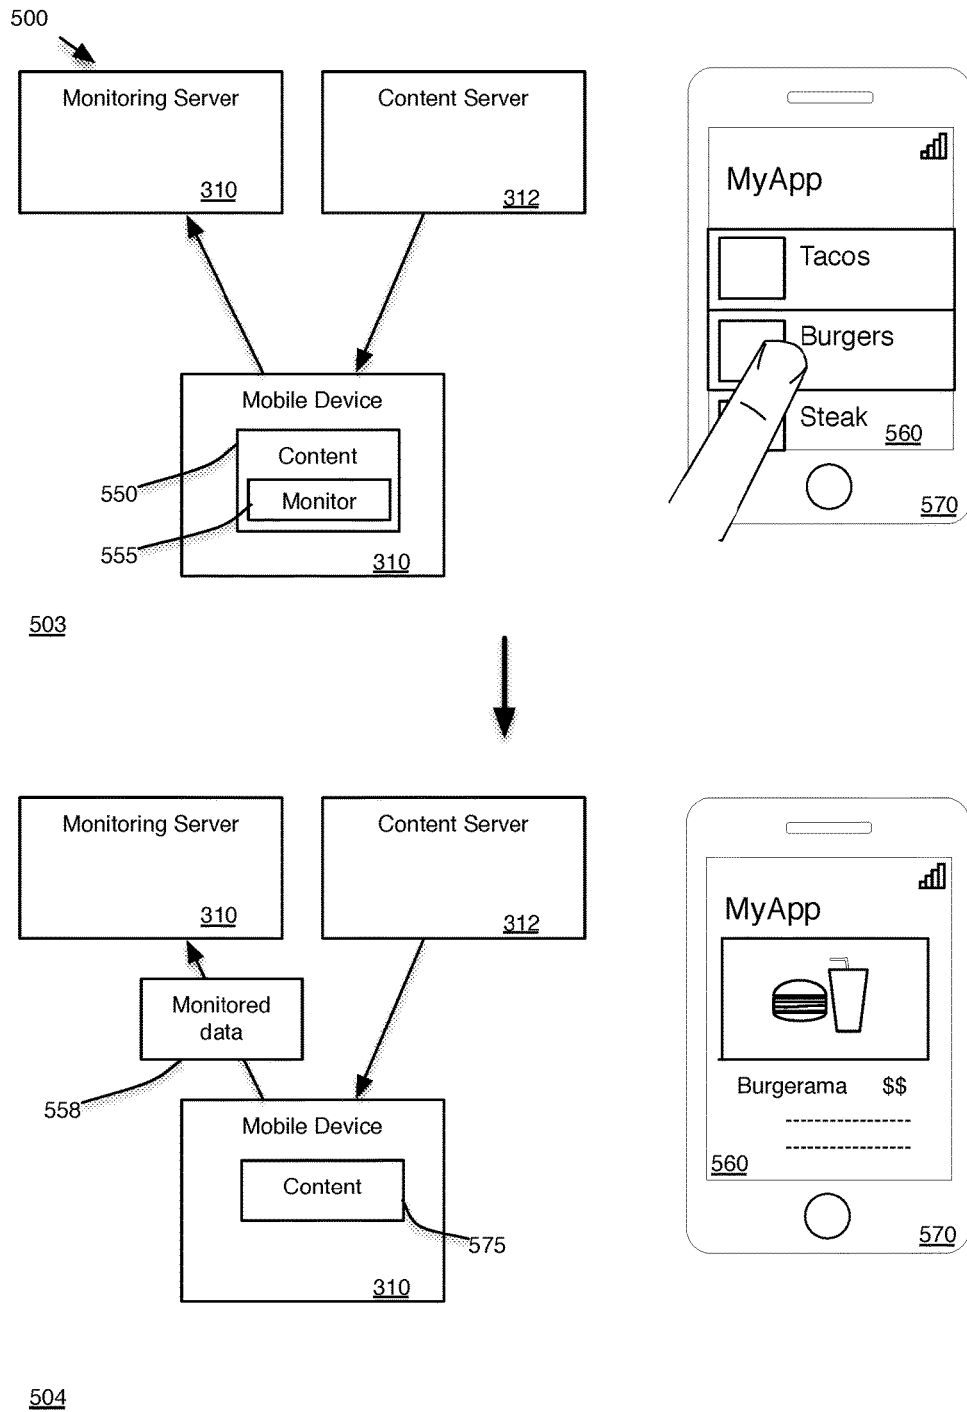 500
Monitoring Server
310
Content Server
312
Mobile Device
Content
Monitor
550
555
310
MyApp
Tacos
Burgers
Steak
560
570
503
Monitoring Server
310
Content Server
312
Monitored
data
558
Mobile Device
Content
575
310
MyApp
Burgerama $$
560
570
504